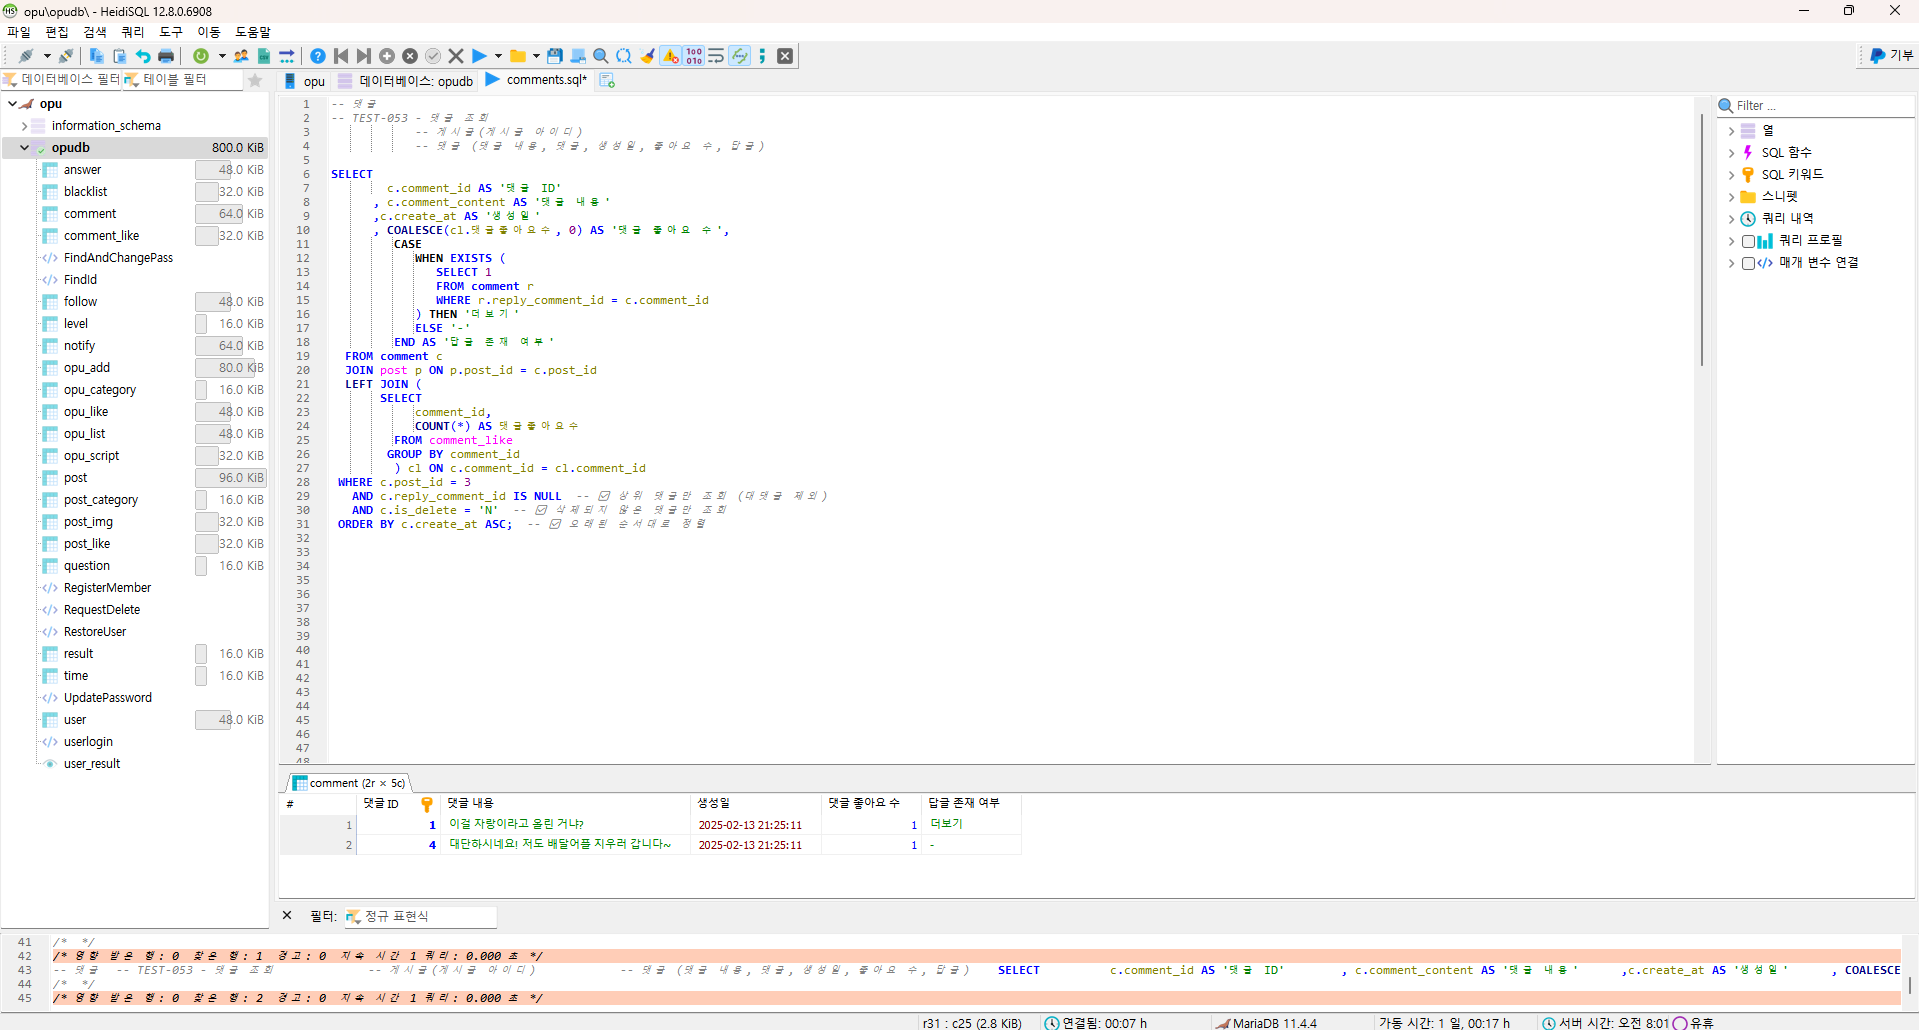 opu\opudb\ - HeidiSQL 12.8.0.6908
파일 편집 검색 쿼리 도구 이동 도움말
기부
데이터베이스 필터 테이블 필터
opu 데이터베이스: opudb comments.sql*
opu
information_schema
opudb 800.0 KiB
answer 48.0 KiB
blacklist 32.0 KiB
comment 64.0 KiB
comment_like 32.0 KiB
FindAndChangePass
FindId
follow 48.0 KiB
level 16.0 KiB
notify 64.0 KiB
opu_add 80.0 KiB
opu_category 16.0 KiB
opu_like 48.0 KiB
opu_list 48.0 KiB
opu_script 32.0 KiB
post 96.0 KiB
post_category 16.0 KiB
post_img 32.0 KiB
post_like 32.0 KiB
question 16.0 KiB
RegisterMember
RequestDelete
RestoreUser
result 16.0 KiB
time 16.0 KiB
UpdatePassword
user 48.0 KiB
userlogin
user_result
1 -- 댓글
2 -- TEST-053 - 댓글 조회
3 -- 게시글(게시글 아이디)
4 -- 댓글 (댓글 내용, 댓글, 생성일, 좋아요 수, 답글)
5
6 SELECT
7 c.comment_id AS '댓글 ID'
8 , c.comment_content AS '댓글 내용'
9 ,c.create_at AS '생성일'
10 , COALESCE(cl.댓글좋아요수, 0) AS '댓글 좋아요 수',
11 CASE
12 WHEN EXISTS (
13 SELECT 1
14 FROM comment r
15 WHERE r.reply_comment_id = c.comment_id
16 ) THEN '더보기'
17 ELSE '-'
18 END AS '답글 존재 여부'
19 FROM comment c
20 JOIN post p ON p.post_id = c.post_id
21 LEFT JOIN (
22 SELECT
23 comment_id,
24 COUNT(*) AS 댓글좋아요수
25 FROM comment_like
26 GROUP BY comment_id
27 ) cl ON c.comment_id = cl.comment_id
28 WHERE c.post_id = 3
29 AND c.reply_comment_id IS NULL -- ☑ 상위 댓글만 조회 (대댓글 제외)
30 AND c.is_delete = 'N' -- ☑ 삭제되지 않은 댓글만 조회
31 ORDER BY c.create_at ASC; -- ☑ 오래된 순서대로 정렬
32
33
34
35
36
37
38
39
40
41
42
43
44
45
46
47
48
Filter ...
열
SQL 함수
SQL 키워드
스니펫
쿼리 내역
쿼리 프로필
매개 변수 연결
comment (2r × 5c)
# 댓글 ID 댓글 내용 생성일 댓글 좋아요 수 답글 존재 여부
1 1 이걸 자랑이라고 올린 거냐? 2025-02-13 21:25:11 1 더보기
2 4 대단하시네요! 저도 배달어플 지우러 갑니다~ 2025-02-13 21:25:11 1 -
필터: 정규 표현식
41 /* */
42 /* 영향 받은 행: 0 찾은 행: 1 경고: 0 지속 시간 1 쿼리: 0.000 초 */
43 -- 댓글 -- TEST-053 - 댓글 조회 -- 게시글(게시글 아이디) -- 댓글 (댓글 내용, 댓글, 생성일, 좋아요 수, 답글) SELECT c.comment_id AS '댓글 ID' , c.comment_content AS '댓글 내용' ,c.create_at AS '생성일' , COALESCE
44 /* */
45 /* 영향 받은 행: 0 찾은 행: 2 경고: 0 지속 시간 1 쿼리: 0.000 초 */
r31 : c25 (2.8 KiB) 연결됨: 00:07 h MariaDB 11.4.4 가동 시간: 1 일, 00:17 h 서버 시간: 오전 8:01 유휴